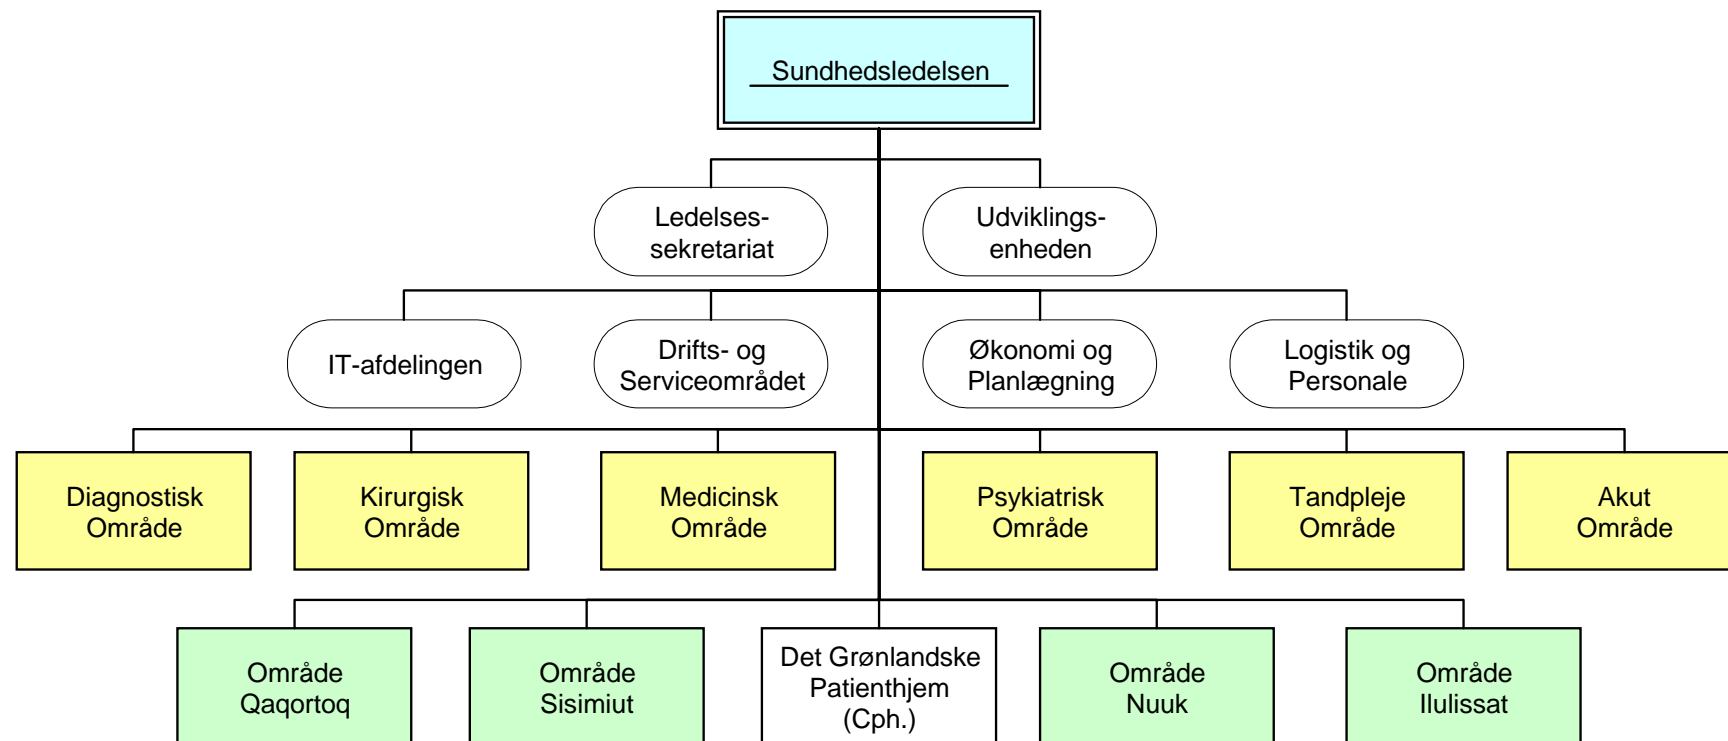 Sundhedsledelsen
Ledelses-
sekretariat
Udviklings-
enheden
IT-afdelingen
Drifts- og
Serviceområdet
Økonomi og
Planlægning
Logistik og
Personale
Diagnostisk
Område
Kirurgisk
Område
Medicinsk
Område
Psykiatrisk
Område
Tandpleje
Område
Akut
Område
Område
Qaqortoq
Område
Sisimiut
Det Grønlandske
Patienthjem
(Cph.)
Område
Nuuk
Område
Ilulissat